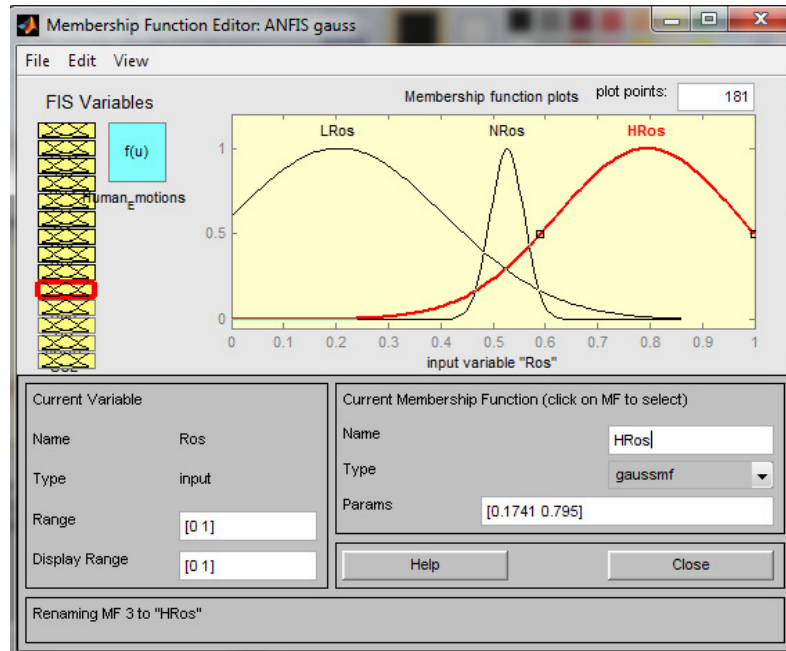 Membership Function Editor: ANFIS gauss
File Edit View
FIS Variables
f(u)
Human_Emotions
Membership function plots
plot points:
181
LRos
NRos
HRos
1
0.5
0
0 0.1 0.2 0.3 0.4 0.5 0.6 0.7 0.8 0.9 1
input variable "Ros"
Current Variable
Name Ros
Type input
Range [0 1]
Display Range [0 1]
Current Membership Function (click on MF to select)
Name HRos
Type gaussmf
Params [0.1741 0.795]
Help
Close
Renaming MF 3 to "HRos"